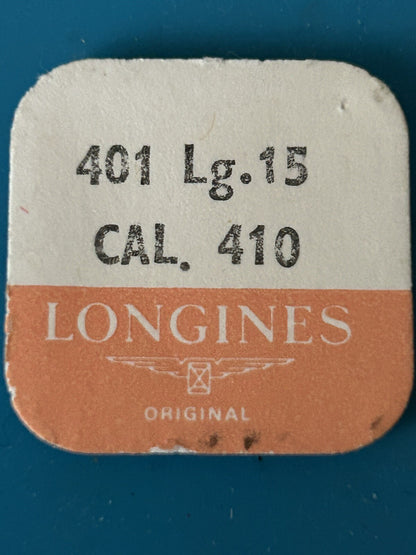 401 Lg.15
CAL. 410
LONGINES
ORIGINAL